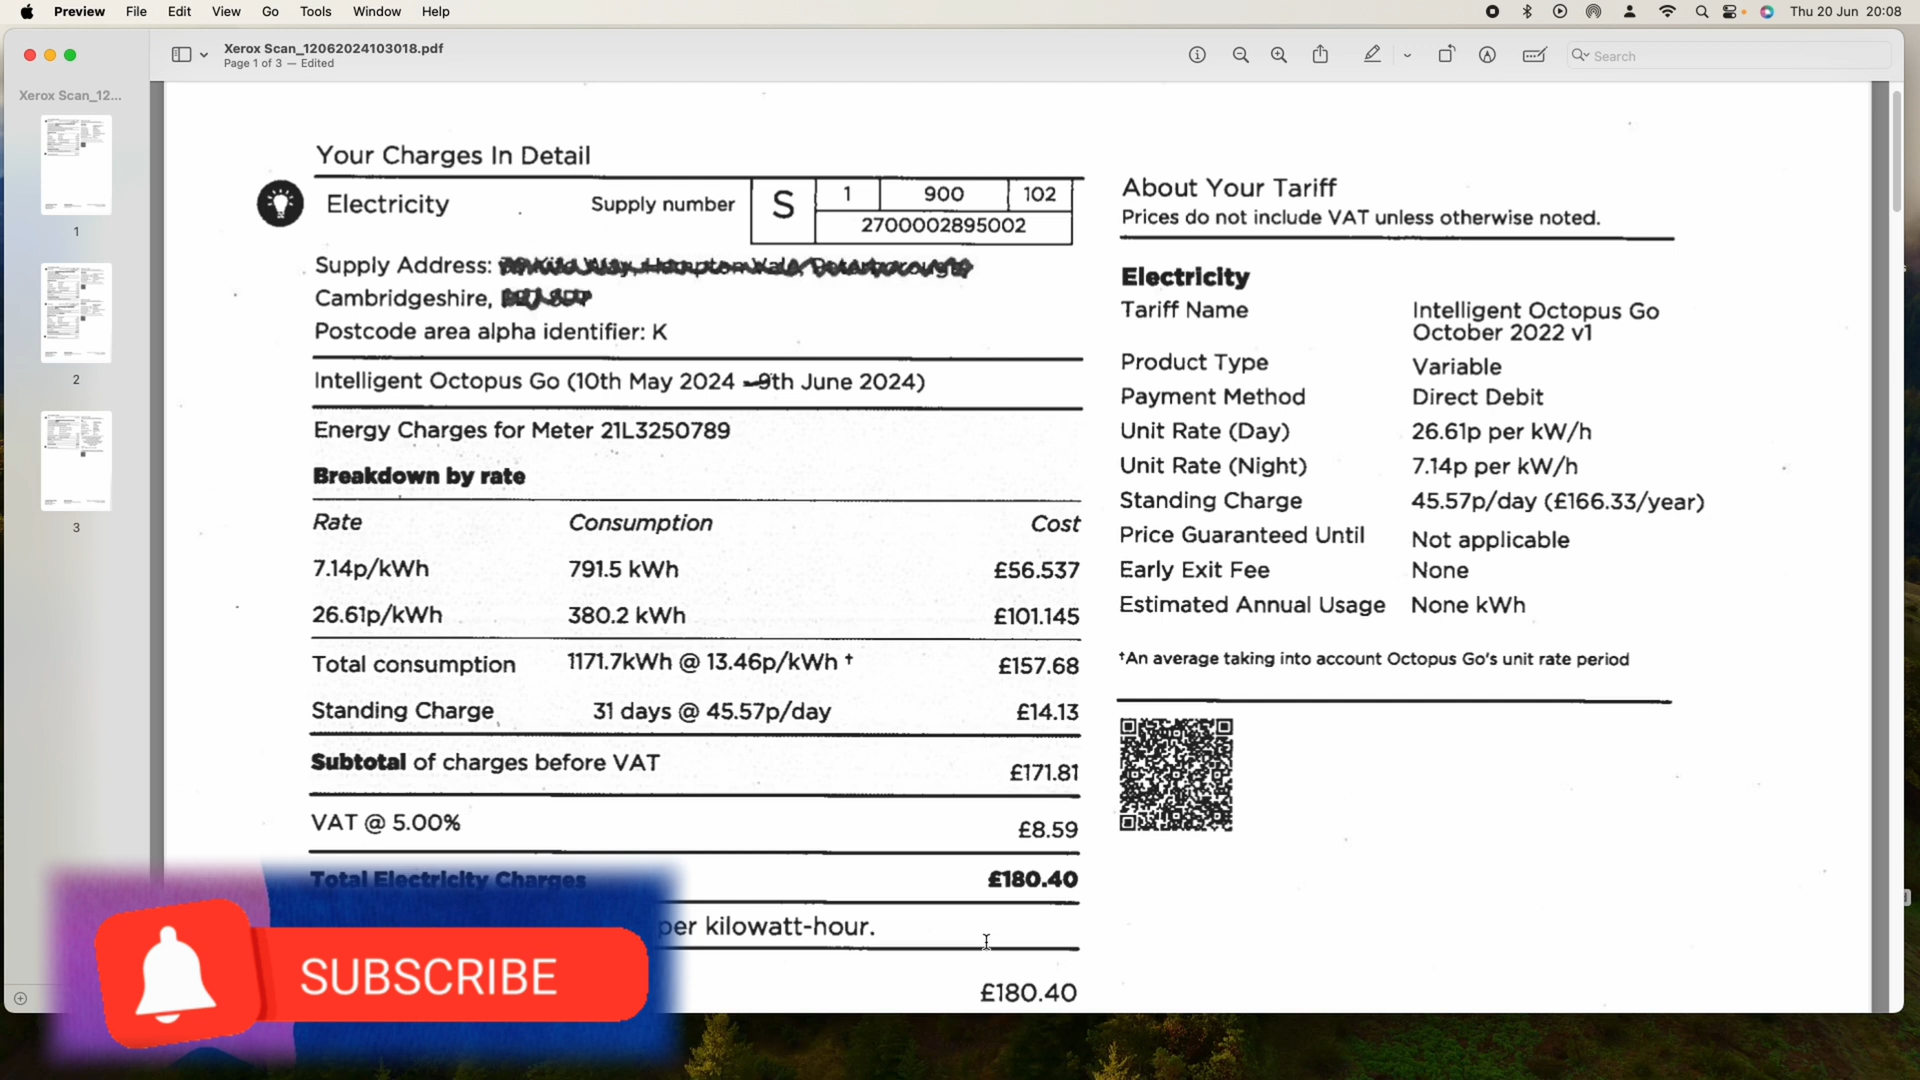 Preview File Edit View Go Tools Window Help
Thu 20 Jun 20:08
Xerox Scan_12062024103018.pdf
Page 1 of 3 — Edited
Search
Xerox Scan_12...
1
2
3
Your Charges In Detail
Electricity
Supply number
S 1 900 102
2700002895002
Supply Address:
Cambridgeshire,
Postcode area alpha identifier: K
Intelligent Octopus Go (10th May 2024 - 9th June 2024)
Energy Charges for Meter 21L3250789
Breakdown by rate
Rate Consumption Cost
7.14p/kWh 791.5 kWh £56.537
26.61p/kWh 380.2 kWh £101.145
Total consumption 1171.7kWh @ 13.46p/kWh † £157.68
Standing Charge 31 days @ 45.57p/day £14.13
Subtotal of charges before VAT £171.81
VAT @ 5.00% £8.59
Total Electricity Charges £180.40
per kilowatt-hour.
£180.40
About Your Tariff
Prices do not include VAT unless otherwise noted.
Electricity
Tariff Name Intelligent Octopus Go
October 2022 v1
Product Type Variable
Payment Method Direct Debit
Unit Rate (Day) 26.61p per kW/h
Unit Rate (Night) 7.14p per kW/h
Standing Charge 45.57p/day (£166.33/year)
Price Guaranteed Until Not applicable
Early Exit Fee None
Estimated Annual Usage None kWh
†An average taking into account Octopus Go's unit rate period
SUBSCRIBE